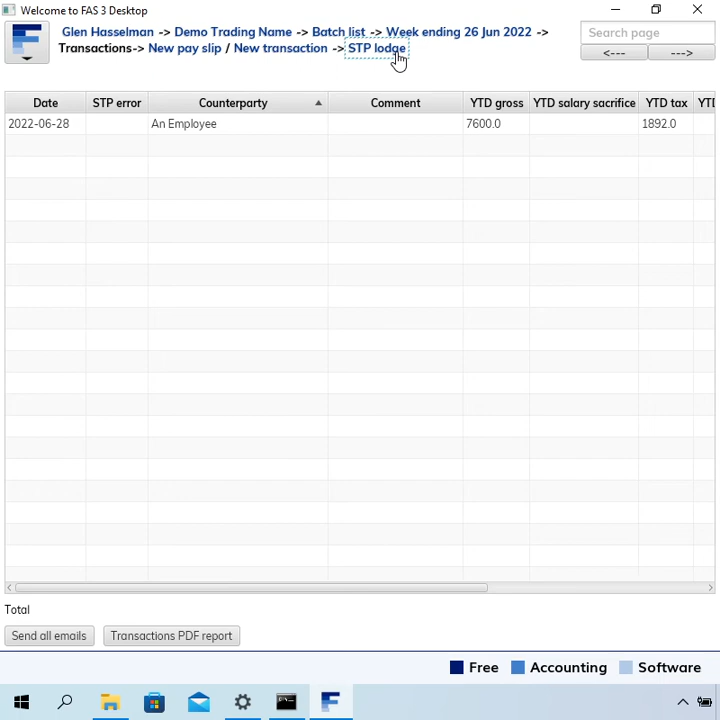 Welcome to FAS 3 Desktop
Glen Hasselman -> Demo Trading Name -> Batch list -> Week ending 26 Jun 2022 ->
Transactions-> New pay slip / New transaction -> STP lodge
Search page
<--- --->
Date STP error Counterparty Comment YTD gross YTD salary sacrifice YTD tax YTD
2022-06-28 An Employee 7600.0 1892.0
Total
Send all emails Transactions PDF report
Free Accounting Software